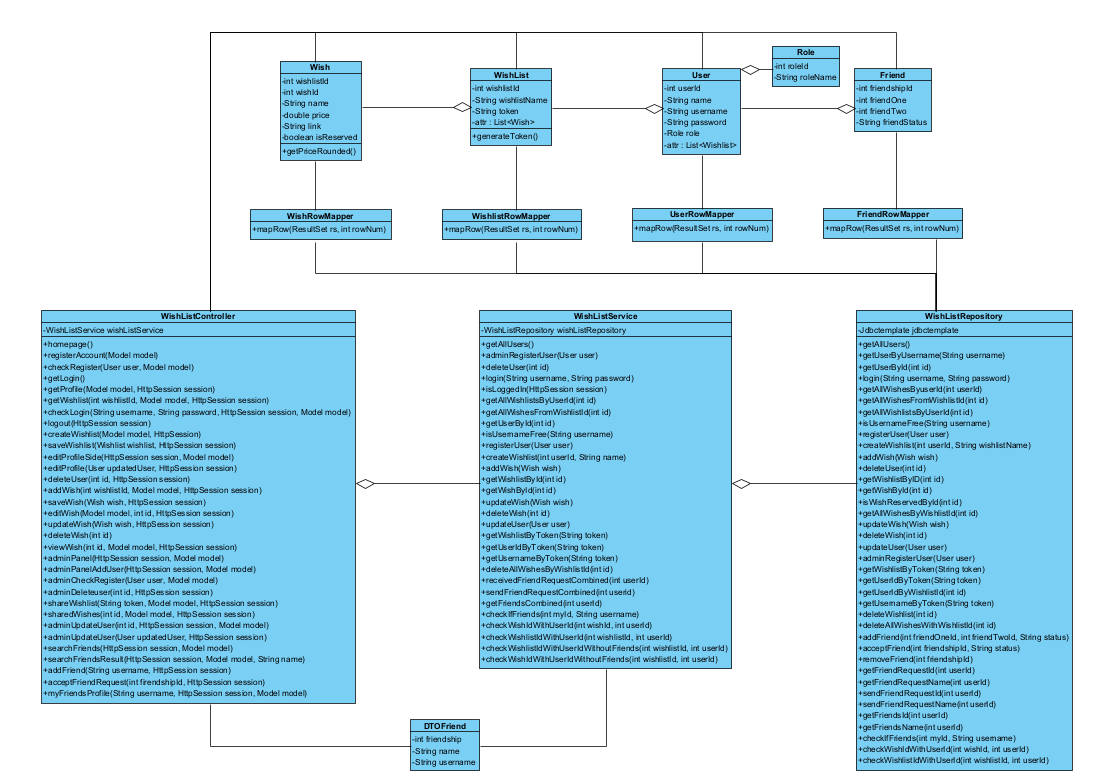 Wish
-int wishlistId
-int wishId
-String name
-double price
-String link
-boolean isReserved
+getPriceRounded()
WishList
-int wishlistId
-String wishlistName
-String token
-attr : List<Wish>
+generateToken()
User
-int userId
-String name
-String username
-String password
-Role role
-attr : List<Wishlist>
Role
-int roleId
-String roleName
Friend
-int friendshipId
-int friendOne
-int friendTwo
-String friendStatus
WishRowMapper
+mapRow(ResultSet rs, int rowNum)
WishlistRowMapper
+mapRow(ResultSet rs, int rowNum)
UserRowMapper
+mapRow(ResultSet rs, int rowNum)
FriendRowMapper
+mapRow(ResultSet rs, int rowNum)
WishListController
-WishListService wishListService
+homepage()
+registerAccount(Model model)
+checkRegister(User user, Model model)
+getLogin()
+getProfile(Model model, HttpSession session)
+getWishlist(int wishlistId, Model model, HttpSession session)
+checkLogin(String username, String password, HttpSession session, Model model)
+logout(HttpSession session)
+createWishlist(Model model, HttpSession)
+saveWishlist(Wishlist wishlist, HttpSession session)
+editProfileSide(HttpSession session, Model model)
+editProfile(User updatedUser, HttpSession session)
+deleteUser(int id, HttpSession session)
+addWish(int wishlistId, Model model, HttpSession session)
+saveWish(Wish wish, HttpSession session)
+editWish(Model model, int id, HttpSession session)
+updateWish(Wish wish, HttpSession session)
+deleteWish(int id)
+viewWish(int id, Model model, HttpSession session)
+adminPanel(HttpSession session, Model model)
+adminPanelAddUser(HttpSession session, Model model)
+adminCheckRegister(User user, Model model)
+adminDeleteuser(int id, HttpSession session)
+shareWishlist(String token, Model model, HttpSession session)
+sharedWishes(int id, Model model, HttpSession session)
+adminUpdateUser(int id, HttpSession session, Model model)
+adminUpdateUser(User updatedUser, HttpSession session)
+searchFriends(HttpSession session, Model model)
+searchFriendsResult(HttpSession session, Model model, String name)
+addFriend(String username, HttpSession session)
+acceptFriendRequest(int firendshipId, HttpSession session)
+myFriendsProfile(String username, HttpSession session, Model model)
WishListService
-WishListRepository wishListRepository
+getAllUsers()
+adminRegisterUser(User user)
+deleteUser(int id)
+login(String username, String password)
+isLoggedIn(HttpSession session)
+getAllWishlistsByUserId(int id)
+getAllWishesFromWishlistId(int id)
+getUserById(int id)
+isUsernameFree(String username)
+registerUser(User user)
+createWishlist(int userId, String name)
+addWish(Wish wish)
+getWishlistById(int id)
+getWishById(int id)
+updateWish(Wish wish)
+deleteWish(int id)
+updateUser(User user)
+getWishlistByToken(String token)
+getUserIdByToken(String token)
+getUsernameByToken(String token)
+deleteAllWishesByWishlistId(int id)
+receivedFriendRequestCombined(int userId)
+sendFriendRequestCombined(int userId)
+getFriendsCombined(int userId)
+checkIfFriends(int myId, String username)
+checkWishIdWithUserId(int wishId, int userId)
+checkWishlistIdWithUserId(int wishlistId, int userId)
+checkWishlistIdWithUserIdWithoutFriends(int wishlistId, int userId)
+checkWishIdWithUserIdWithoutFriends(int wishlistId, int userId)
WishListRepository
-Jdbctemplate jdbctemplate
+getAllUsers()
+getUserByUsername(String username)
+getUserById(int id)
+login(String username, String password)
+getAllWishesByuserId(int userId)
+getAllWishesFromWishlistId(int id)
+getAllWishlistsByUserId(int id)
+isUsernameFree(String username)
+registerUser(User user)
+createWishlist(int userId, String wishlistName)
+addWish(Wish wish)
+deleteUser(int id)
+getWishlistByID(int id)
+getWishById(int id)
+isWishReservedById(int id)
+getAllWishesByWishlistId(int id)
+updateWish(Wish wish)
+deleteWish(int id)
+updateUser(User user)
+adminRegisterUser(User user)
+getWishlistByToken(String token)
+getUserIdByToken(String token)
+getUserIdByWishlistId(int id)
+getUsernameByToken(String token)
+deleteWishlist(int id)
+deleteAllWishesWithWishlistId(int id)
+addFriend(int friendOneId, int friendTwoId, String status)
+acceptFriend(int friendshipId, String status)
+removeFriend(int friendshipId)
+getFriendRequestId(int userId)
+getFriendRequestName(int userId)
+sendFriendRequestId(int userId)
+sendFriendRequestName(int userId)
+getFriendsId(int userId)
+getFriendsName(int userId)
+checkIfFriends(int myId, String username)
+checkWishIdWithUserId(int wishId, int userId)
+checkWishlistIdWithUserId(int wishlistId, int userId)
DTOFriend
-int friendship
-String name
-String username